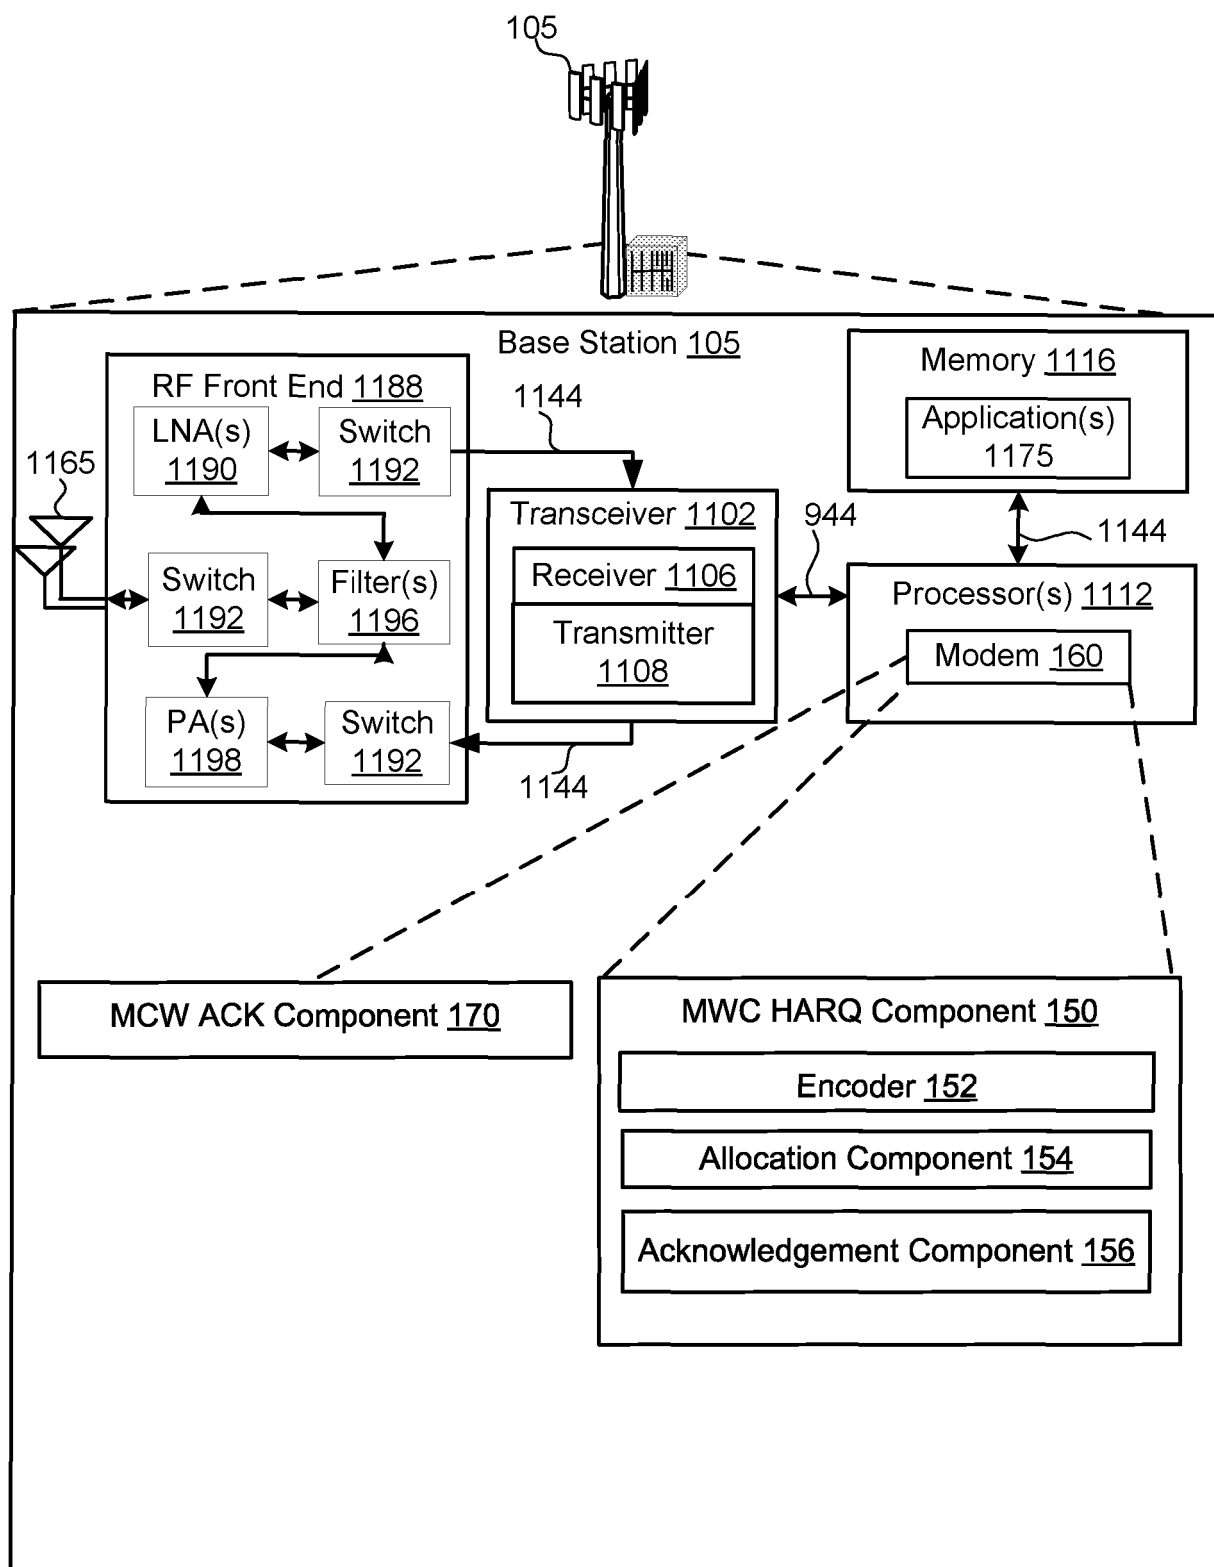 105
Base Station 105
RF Front End 1188
LNA(s)
1190
Switch
1192
1144
1165
Switch
1192
Filter(s)
1196
PA(s)
1198
Switch
1192
1144
Transceiver 1102
Receiver 1106
Transmitter
1108
944
Memory 1116
Application(s)
1175
1144
Processor(s) 1112
Modem 160
MCW ACK Component 170
MWC HARQ Component 150
Encoder 152
Allocation Component 154
Acknowledgement Component 156